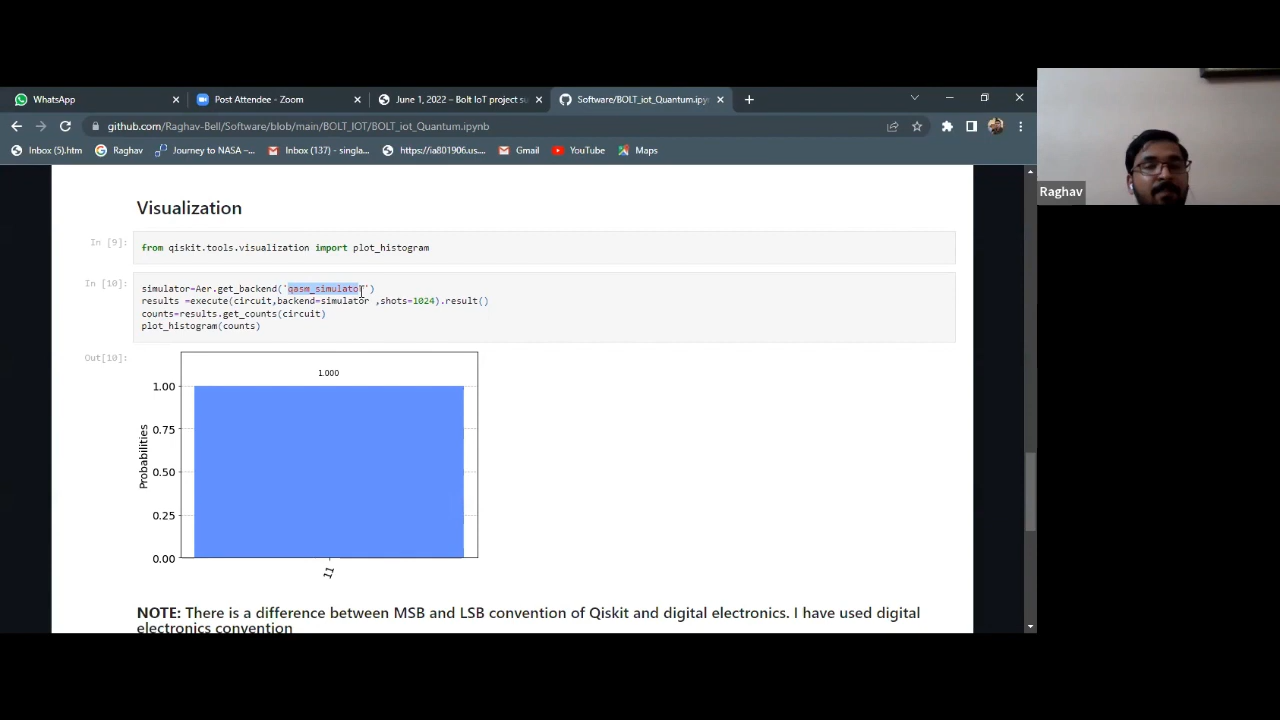 WhatsApp
Post Attendee - Zoom
June 1, 2022 – Bolt IoT project su
Software/BOLT_iot_Quantum.ipyn
github.com/Raghav-Bell/Software/blob/main/BOLT_IOT/BOLT_iot_Quantum.ipynb
Inbox (5).htm
Raghav
Journey to NASA –...
Inbox (137) - singla...
https://ia801906.us....
Gmail
YouTube
Maps
Raghav
Visualization
In [9]:
from qiskit.tools.visualization import plot_histogram
In [10]:
simulator=Aer.get_backend('qasm_simulator')
results =execute(circuit,backend=simulator ,shots=1024).result()
counts=results.get_counts(circuit)
plot_histogram(counts)
Out[10]:
1.000
1.00
0.75
0.50
0.25
0.00
Probabilities
11
NOTE: There is a difference between MSB and LSB convention of Qiskit and digital electronics. I have used digital
electronics convention